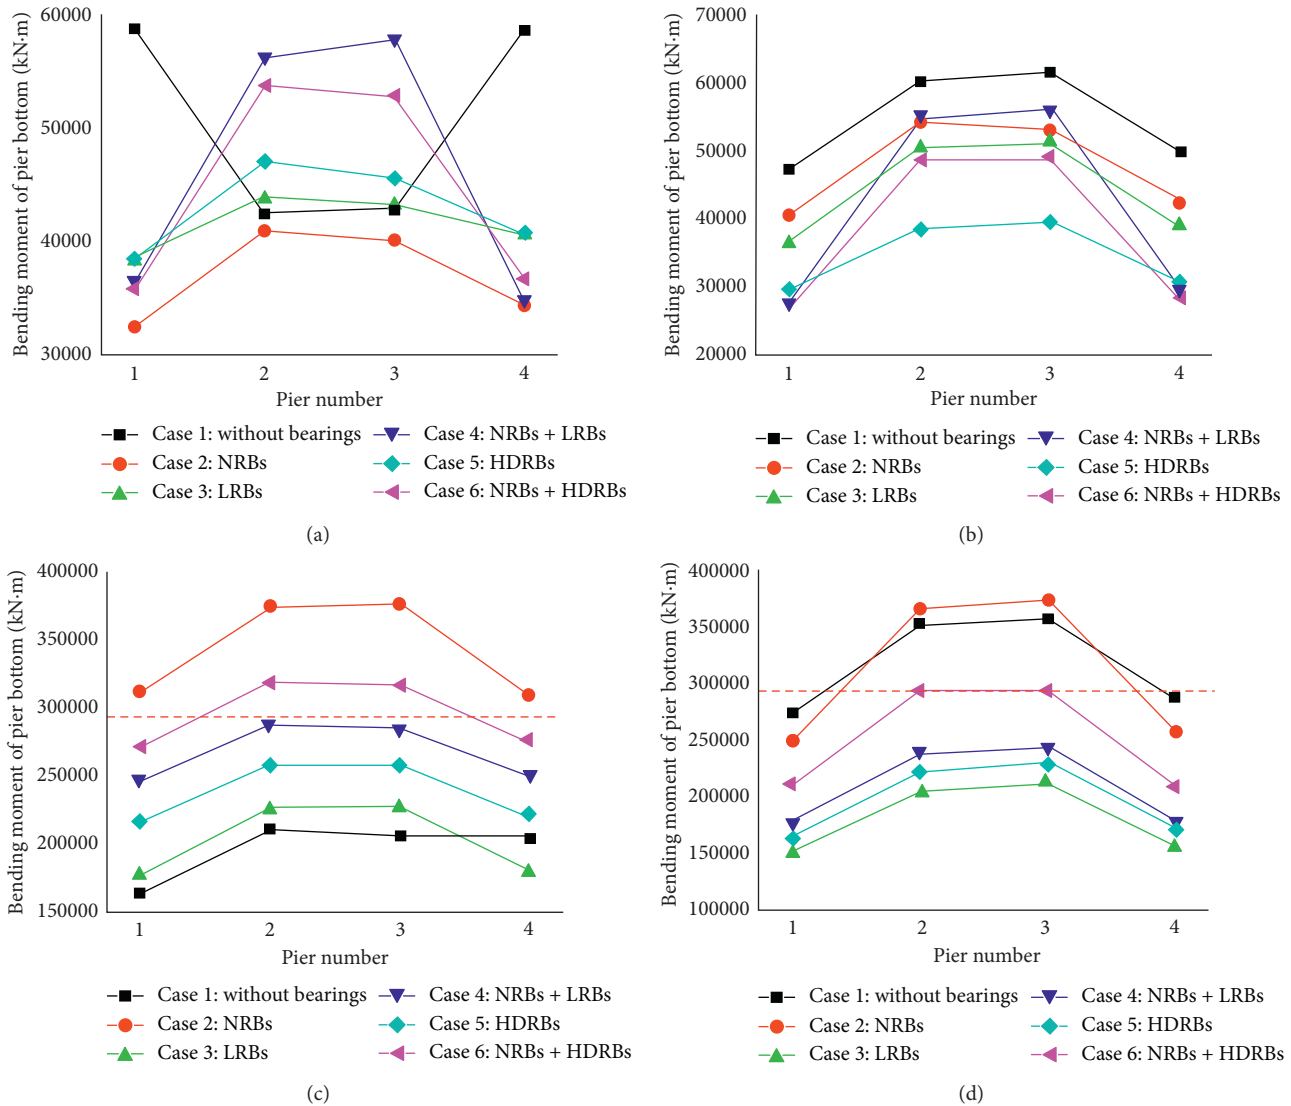 Bending moment of pier bottom (kN·m)
60000
50000
40000
30000
1 2 3 4
Pier number
Case 1: without bearings
Case 2: NRBs
Case 3: LRBs
Case 4: NRBs + LRBs
Case 5: HDRBs
Case 6: NRBs + HDRBs
(a)
Bending moment of pier bottom (kN·m)
70000
60000
50000
40000
30000
20000
1 2 3 4
Pier number
Case 1: without bearings
Case 2: NRBs
Case 3: LRBs
Case 4: NRBs + LRBs
Case 5: HDRBs
Case 6: NRBs + HDRBs
(b)
Bending moment of pier bottom (kN·m)
400000
350000
300000
250000
200000
150000
1 2 3 4
Pier number
Case 1: without bearings
Case 2: NRBs
Case 3: LRBs
Case 4: NRBs + LRBs
Case 5: HDRBs
Case 6: NRBs + HDRBs
(c)
Bending moment of pier bottom (kN·m)
400000
350000
300000
250000
200000
150000
100000
1 2 3 4
Pier number
Case 1: without bearings
Case 2: NRBs
Case 3: LRBs
Case 4: NRBs + LRBs
Case 5: HDRBs
Case 6: NRBs + HDRBs
(d)